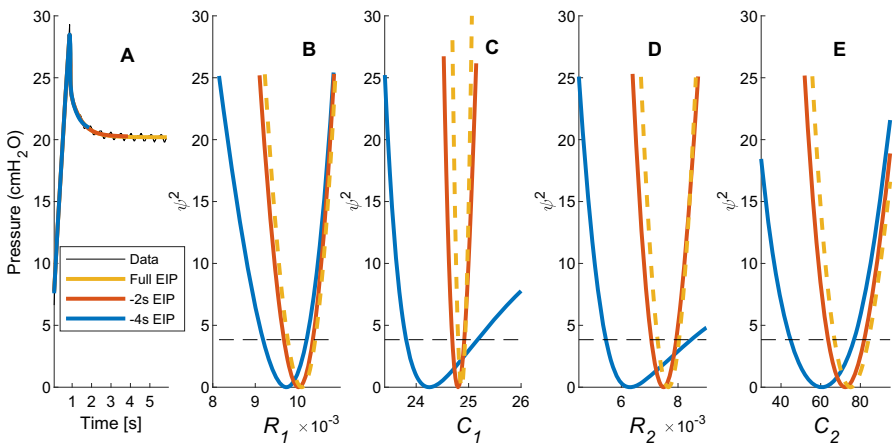 A
B
C
D
E
Pressure (cmH2O)
30
25
20
15
10
5
0
Data
Full EIP
-2s EIP
-4s EIP
1 2 3 4 5
Time [s]
ψ2
30
25
20
15
10
5
0
8 9 10
R1 ×10-3
ψ2
30
25
20
15
10
5
0
24 25 26
C1
ψ2
30
25
20
15
10
5
0
6 8
R2 ×10-3
ψ2
30
25
20
15
10
5
0
40 60 80
C2